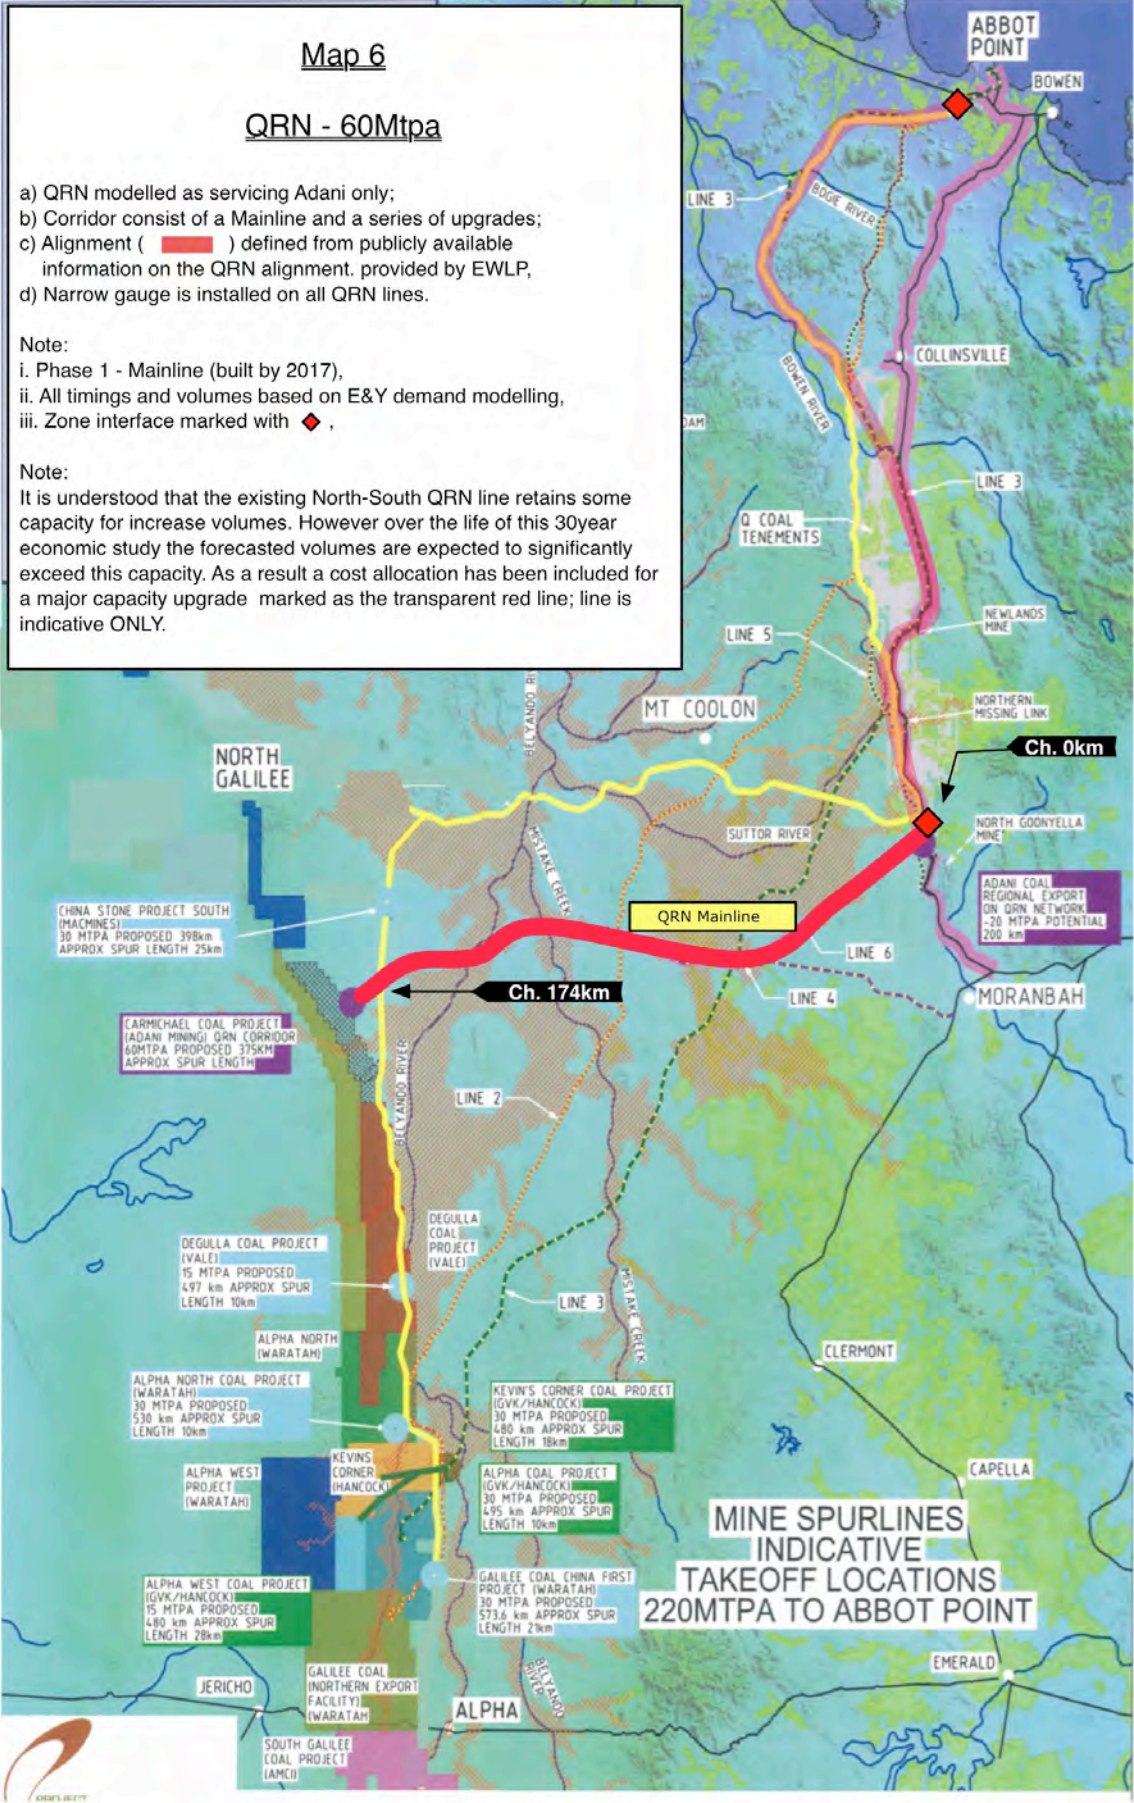 Map 6
QRN - 60Mtpa
a) QRN modelled as servicing Adani only;
b) Corridor consist of a Mainline and a series of upgrades;
c) Alignment ( ) defined from publicly available
information on the QRN alignment. provided by EWLP,
d) Narrow gauge is installed on all QRN lines.
Note:
i. Phase 1 - Mainline (built by 2017),
ii. All timings and volumes based on E&Y demand modelling,
iii. Zone interface marked with ,
Note:
It is understood that the existing North-South QRN line retains some
capacity for increase volumes. However over the life of this 30year
economic study the forecasted volumes are expected to significantly
exceed this capacity. As a result a cost allocation has been included for
a major capacity upgrade marked as the transparent red line; line is
indicative ONLY.
ABBOT
POINT
BOWEN
LINE 3
BOGIE RIVER
COLLINSVILLE
BOWEN RIVER
DAM
LINE 3
Q COAL
TENEMENTS
NEWLANDS
MINE
LINE 5
NORTHERN
MISSING LINK
MT COOLON
BELYANDO RI
Ch. 0km
NORTH
GALILEE
NORTH GOONYELLA
MINE
SUTTOR RIVER
MISTAKE CREEK
ADANI COAL
REGIONAL EXPORT
ON QRN NETWORK
~20 MTPA POTENTIAL
200 km
CHINA STONE PROJECT SOUTH
(MACMINES)
30 MTPA PROPOSED 398km
APPROX SPUR LENGTH 25km
QRN Mainline
LINE 6
Ch. 174km
LINE 4
MORANBAH
CARMICHAEL COAL PROJECT
(ADANI MINING) QRN CORRIDOR
60MTPA PROPOSED 375KM
APPROX SPUR LENGTH
BELYANDO RIVER
LINE 2
DEGULLA
COAL
PROJECT
(VALE)
DEGULLA COAL PROJECT
(VALE)
15 MTPA PROPOSED
497 km APPROX SPUR
LENGTH 10km
LINE 3
MISTAKE CREEK
ALPHA NORTH
(WARATAH)
CLERMONT
ALPHA NORTH COAL PROJECT
(WARATAH)
30 MTPA PROPOSED
530 km APPROX SPUR
LENGTH 10km
KEVIN'S CORNER COAL PROJECT
(GVK/HANCOCK)
30 MTPA PROPOSED
480 km APPROX SPUR
LENGTH 18km
KEVINS
CORNER
(HANCOCK)
ALPHA WEST
PROJECT
(WARATAH)
ALPHA COAL PROJECT
(GVK/HANCOCK)
30 MTPA PROPOSED
495 km APPROX SPUR
LENGTH 10km
CAPELLA
MINE SPURLINES
INDICATIVE
TAKEOFF LOCATIONS
220MTPA TO ABBOT POINT
ALPHA WEST COAL PROJECT
(GVK/HANCOCK)
15 MTPA PROPOSED
480 km APPROX SPUR
LENGTH 28km
GALILEE COAL CHINA FIRST
PROJECT (WARATAH)
30 MTPA PROPOSED
573.6 km APPROX SPUR
LENGTH 21km
EMERALD
JERICHO
GALILEE COAL
(NORTHERN EXPORT
FACILITY)
(WARATAH
BELYANDO
RIVER
ALPHA
SOUTH GALILEE
COAL PROJECT
(AMCI)
PROJECT